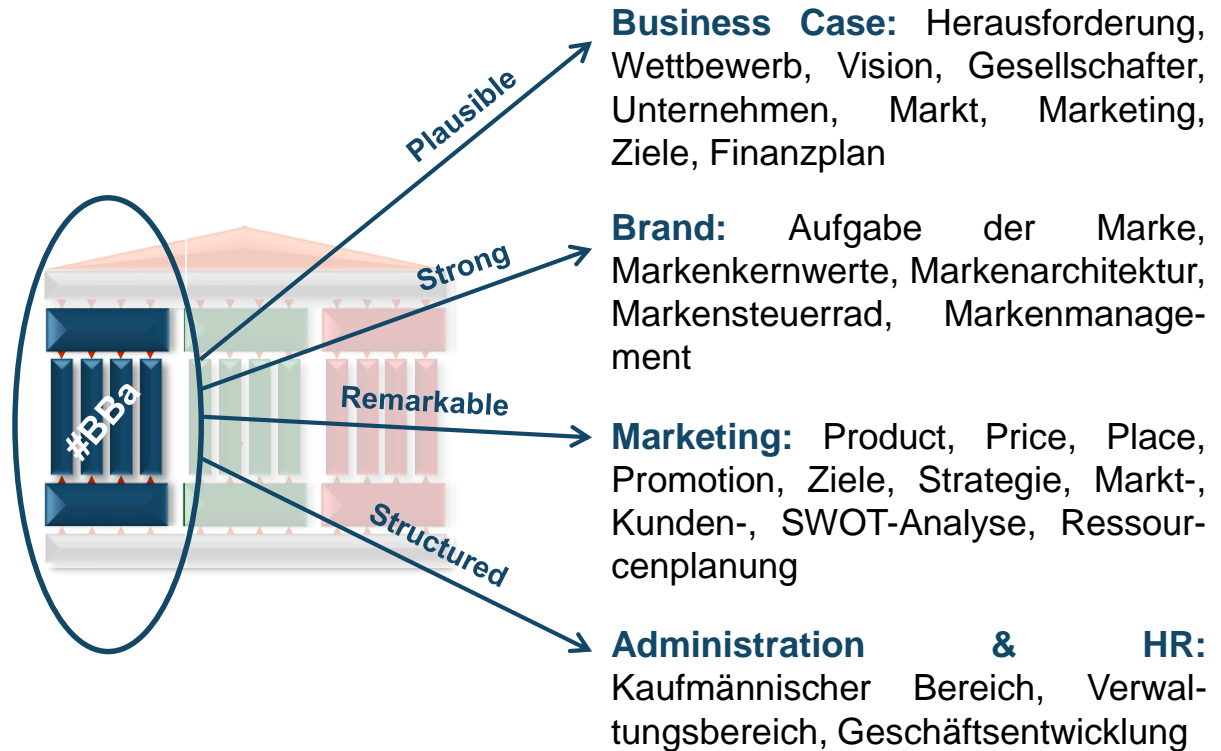 Business Case: Herausforderung,
Wettbewerb, Vision, Gesellschafter,
Unternehmen, Markt, Marketing,
Ziele, Finanzplan
Plausible
Brand: Aufgabe der Marke,
Markenkernwerte, Markenarchitektur,
Markensteuerrad, Markenmanage-
ment
Strong
#BBa
Remarkable
Marketing: Product, Price, Place,
Promotion, Ziele, Strategie, Markt-,
Kunden-, SWOT-Analyse, Ressour-
cenplanung
Structured
Administration & HR:
Kaufmännischer Bereich, Verwal-
tungsbereich, Geschäftsentwicklung